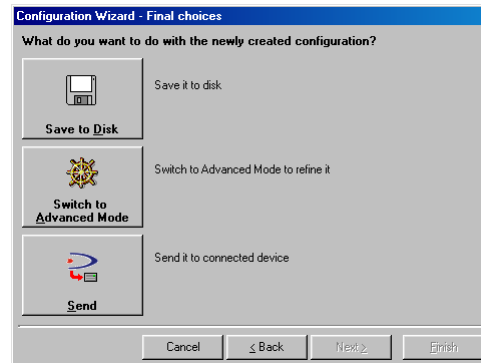 Configuration Wizard - Final choices
What do you want to do with the newly created configuration?
Save it to disk
Save to Disk
Switch to Advanced Mode to refine it
Switch to
Advanced Mode
Send it to connected device
Send
Cancel
< Back
Next >
Finish